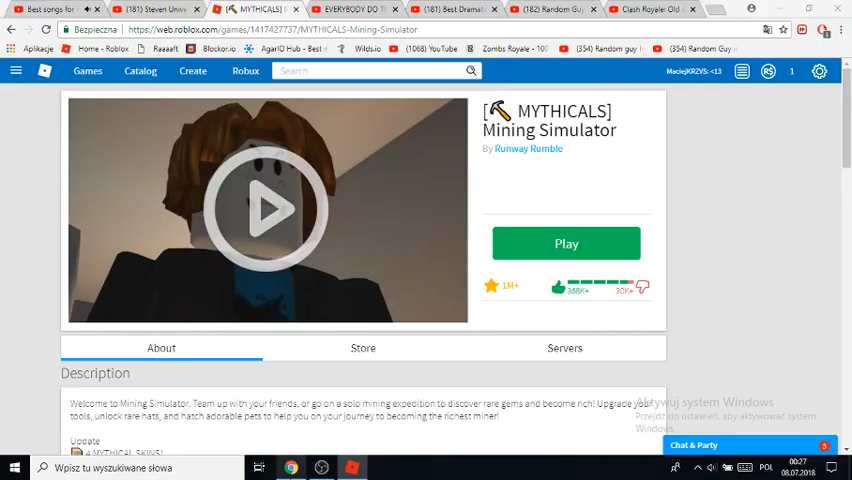 Best songs for
(181) Steven Unive
[🔨 MYTHICALS] M
EVERYBODY DO TH
(181) Best Dramat
(182) Random Gu
Clash Royale: Old A
Bezpieczna
https://web.roblox.com/games/1417427737/MYTHICALS-Mining-Simulator
Aplikacje
Home - Roblox
Raaaft
Blockor.io
AgarIO Hub - Best
Wilds.io
(1068) YouTube
Zombs Royale - 100
(354) Random guy i
(354) Random Guy
Games
Catalog
Create
Robux
Search
MaciejKRZVS: <13
R$
1
[🔨 MYTHICALS]
Mining Simulator
By Runway Rumble
Play
1M+
368K+
30K+
About
Store
Servers
Description
Welcome to Mining Simulator. Team up with your friends, or go on a solo mining expedition to discover rare gems and become rich! Upgrade your
tools, unlock rare hats, and hatch adorable pets to help you on your journey to becoming the richest miner!
Update
4 MYTHICAL SKINS!
Aktywuj system Windows
Przejdź do ustawień, aby aktywować system
Windows.
Chat & Party
3
Wpisz tu wyszukiwane słowa
POL
00:27
08.07.2018